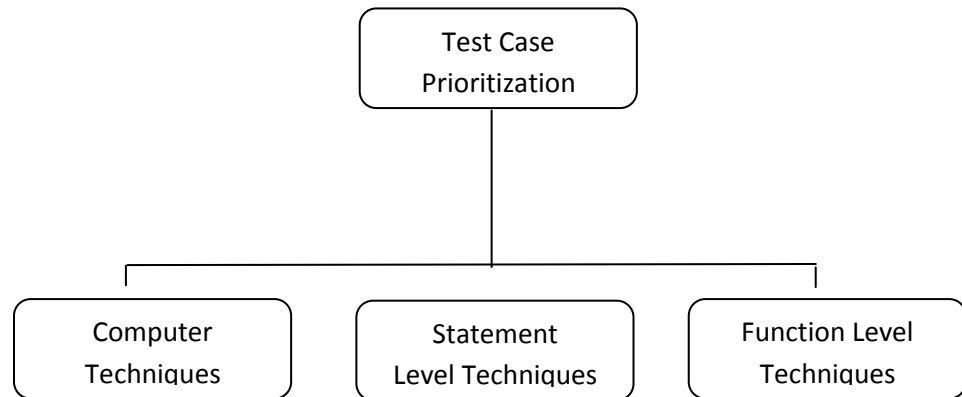 Test Case
Prioritization
Computer
Techniques
Statement
Level Techniques
Function Level
Techniques